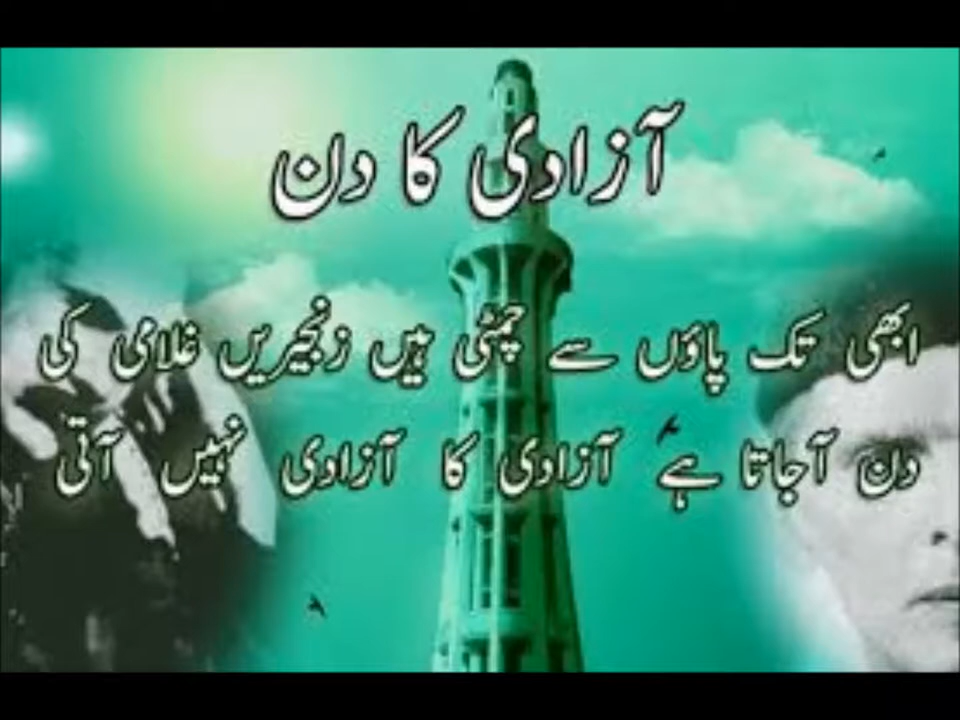 آزادی کا دن
ابھی تک پاؤں سے چمٹی ہیں زنجیریں غلامی کی
دن آجاتا ہے آزادی کا آزادی نہیں آتی